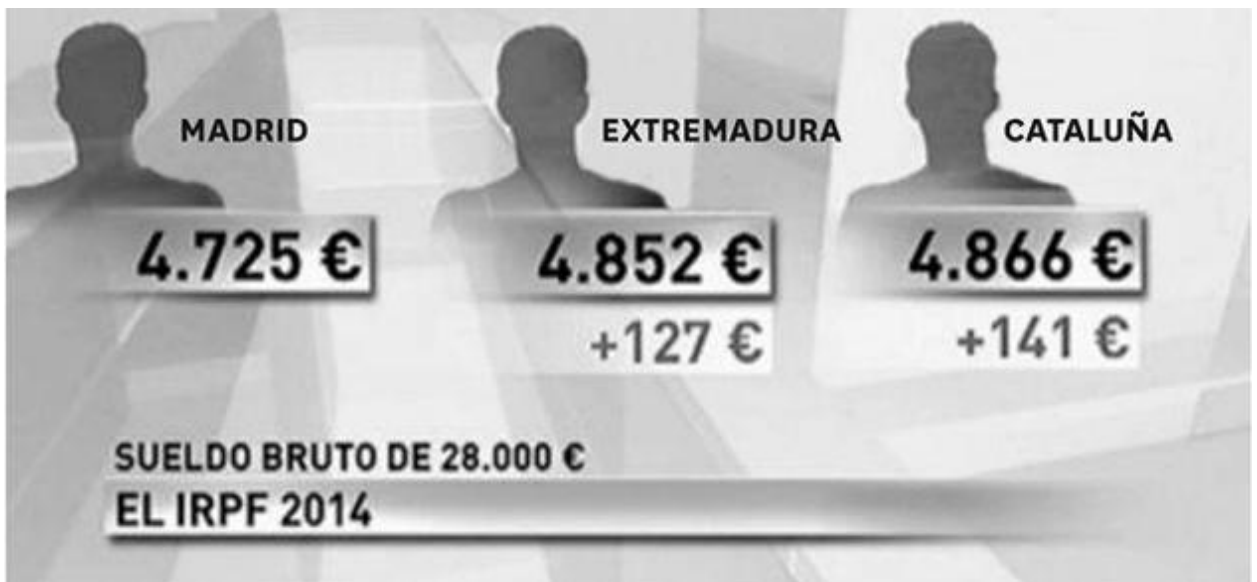 MADRID
4.725 €
EXTREMADURA
4.852 €
+127 €
CATALUÑA
4.866 €
+141 €
SUELDO BRUTO DE 28.000 €
EL IRPF 2014